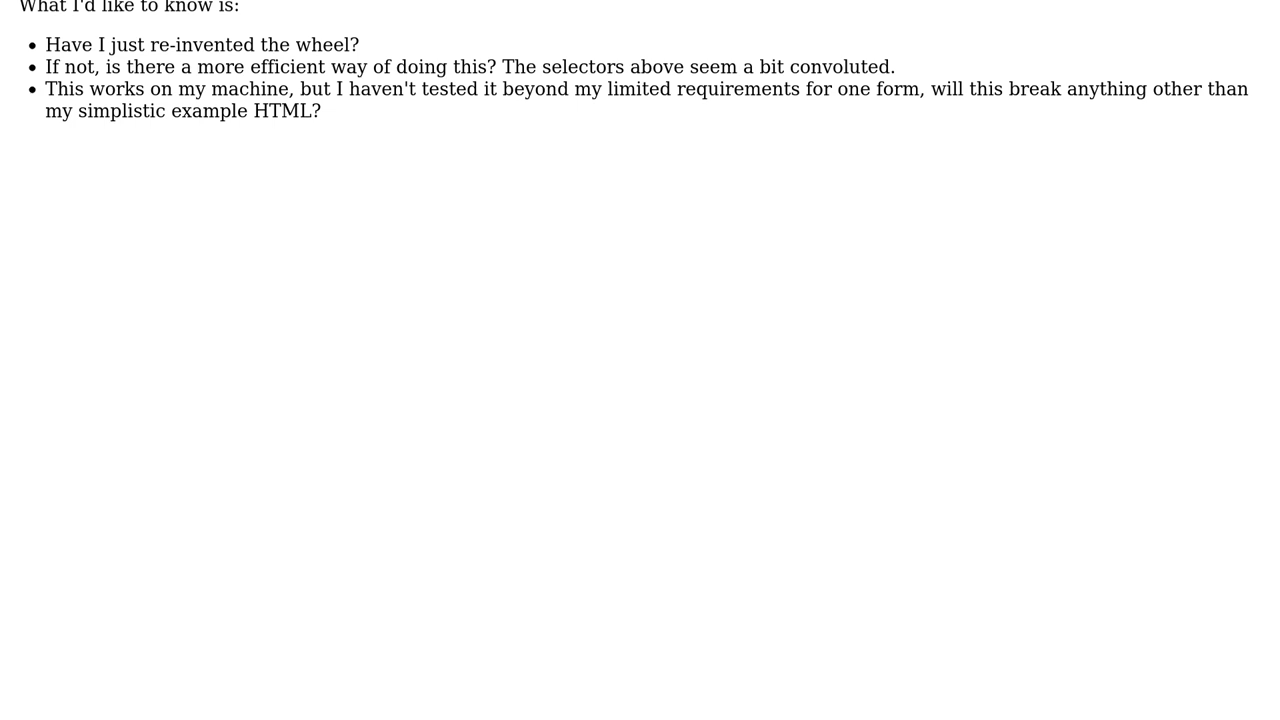 What I'd like to know is:
Have I just re-invented the wheel?
If not, is there a more efficient way of doing this? The selectors above seem a bit convoluted.
This works on my machine, but I haven't tested it beyond my limited requirements for one form, will this break anything other than
my simplistic example HTML?